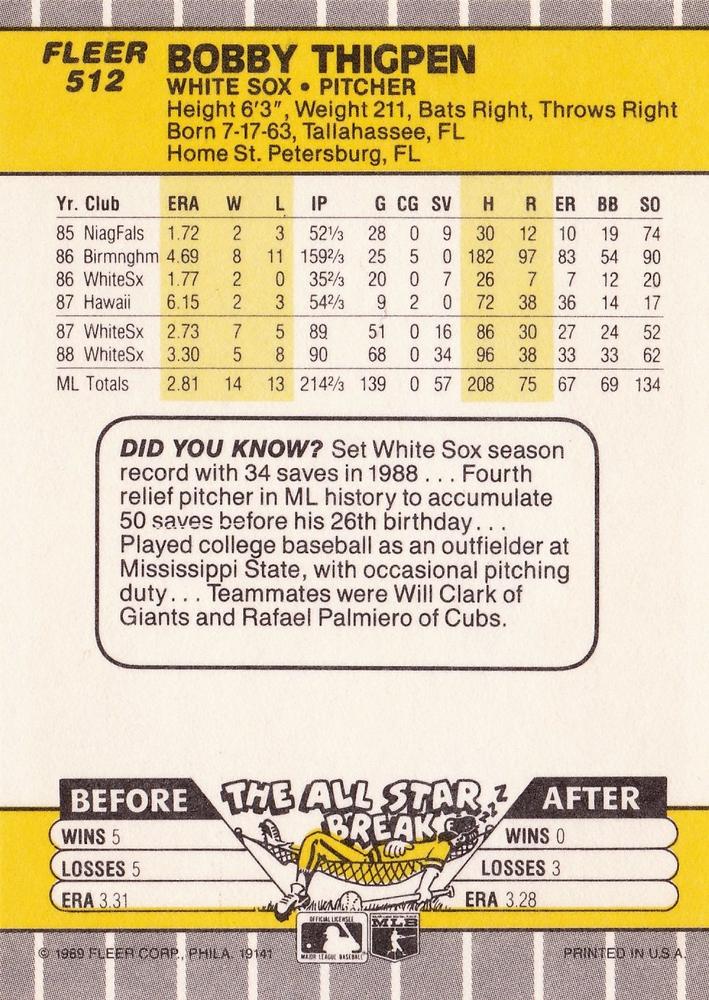 FLEER
512
BOBBY THIGPEN
WHITE SOX • PITCHER
Height 6'3", Weight 211, Bats Right, Throws Right
Born 7-17-63, Tallahassee, FL
Home St. Petersburg, FL
Yr. Club ERA W L IP G CG SV H R ER BB SO
85 NiagFals 1.72 2 3 52⅓ 28 0 9 30 12 10 19 74
86 Birmnghm 4.69 8 11 159⅔ 25 5 0 182 97 83 54 90
86 WhiteSx 1.77 2 0 35⅔ 20 0 7 26 7 7 12 20
87 Hawaii 6.15 2 3 54⅔ 9 2 0 72 38 36 14 17
87 WhiteSx 2.73 7 5 89 51 0 16 86 30 27 24 52
88 WhiteSx 3.30 5 8 90 68 0 34 96 38 33 33 62
ML Totals 2.81 14 13 214⅔ 139 0 57 208 75 67 69 134
DID YOU KNOW? Set White Sox season
record with 34 saves in 1988 . . . Fourth
relief pitcher in ML history to accumulate
50 saves before his 26th birthday . . .
Played college baseball as an outfielder at
Mississippi State, with occasional pitching
duty . . . Teammates were Will Clark of
Giants and Rafael Palmiero of Cubs.
THE ALL STAR
BREAK
zzZZ
BEFORE
WINS 5
LOSSES 5
ERA 3.31
AFTER
WINS 0
LOSSES 3
ERA 3.28
OFFICIAL LICENSEE
MAJOR LEAGUE BASEBALL
MLB
© 1989 FLEER CORP., PHILA. 19141
PRINTED IN U.S.A.